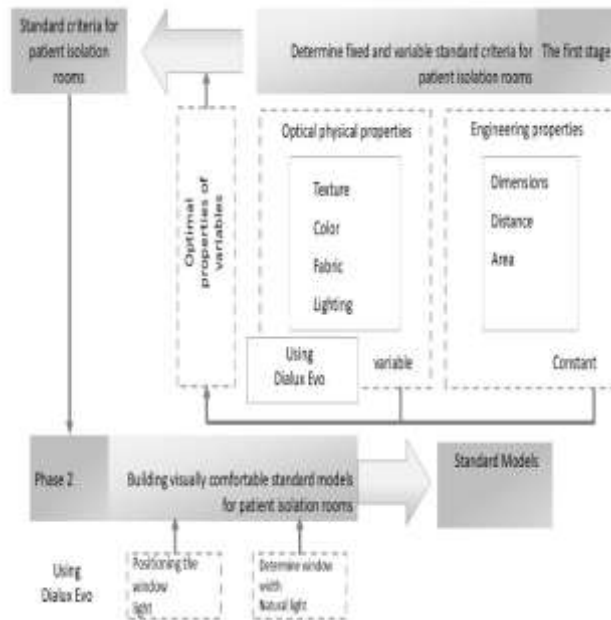 Standard criteria for
patient isolation
rooms
Determine fixed and variable standard criteria for
patient isolation rooms
The first stage
Optical physical properties
Texture
Color
Fabric
Lighting
Using
Dialux Evo
variable
Engineering properties
Dimensions
Distance
Area
Constant
Optimal
properties of
variables
Phase 2
Building visually comfortable standard models
for patient isolation rooms
Standard Models
Using
Dialux Evo
Positioning the
window
light
Determine window
width
Natural light